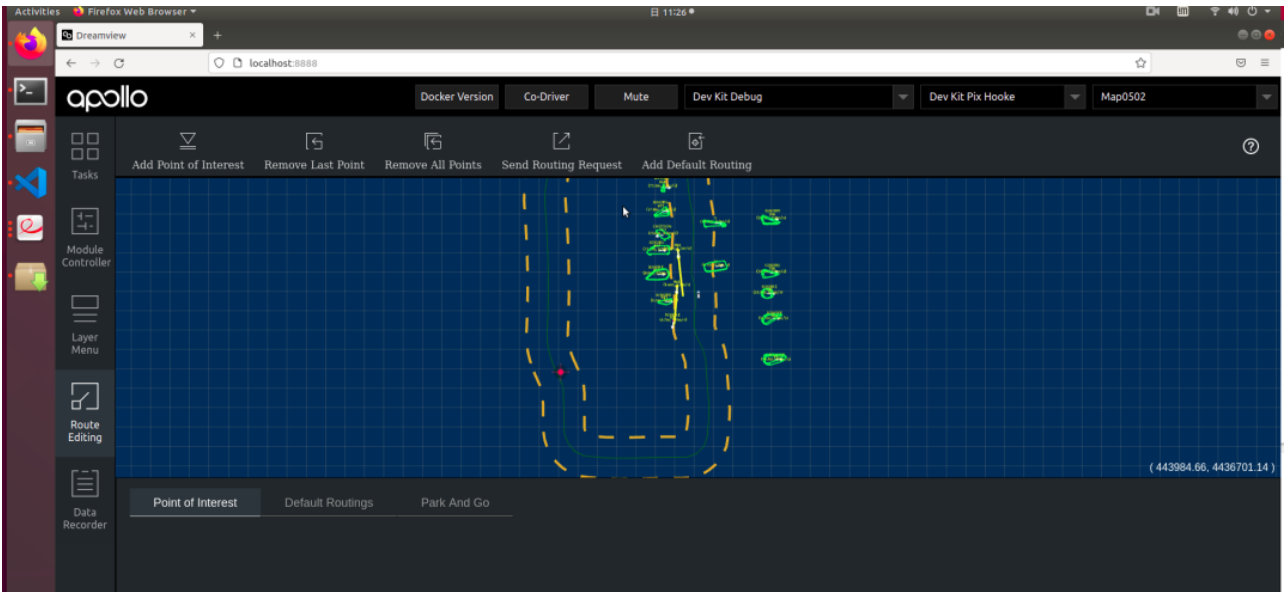 Activities Firefox Web Browser
日 11:26
Dreamview
localhost:8888
apollo
Docker Version Co-Driver Mute Dev Kit Debug Dev Kit Pix Hooke Map0502
Tasks
Add Point of Interest Remove Last Point Remove All Points Send Routing Request Add Default Routing
Module
Controller
Layer
Menu
Route
Editing
( 443984.66, 4436701.14 )
Point of Interest Default Routings Park And Go
Data
Recorder